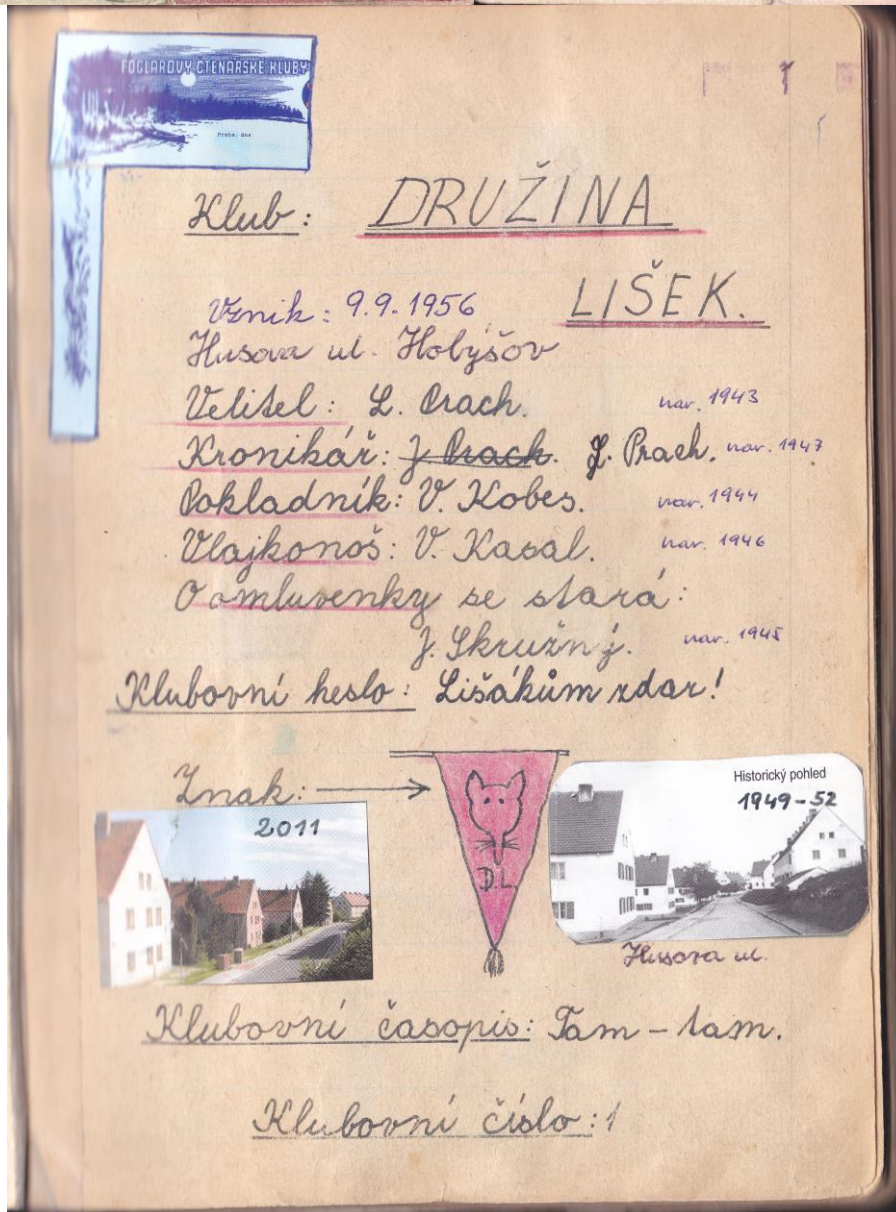 FOGLAROVY ČTENÁŘSKÉ KLUBY
Praha, dne
1
Klub: DRUŽINA
LIŠEK.
Vznik: 9.9.1956
Husova ul. Hobýšov
Velitel: L. Prach. nar. 1943
Kronikář: J Prach. J. Prach. nar. 1947
Pokladník: V. Kobes. nar. 1944
Vlajkonoš: V. Kasal. nar. 1946
O omluvenky se stará:
J. Skružný. nar. 1945
Klubovní heslo: Lišákům zdar!
Znak:
D.L.
2011
Historický pohled
1949-52
Husova ul.
Klubovní časopis: Tam-tam.
Klubovní číslo: 1